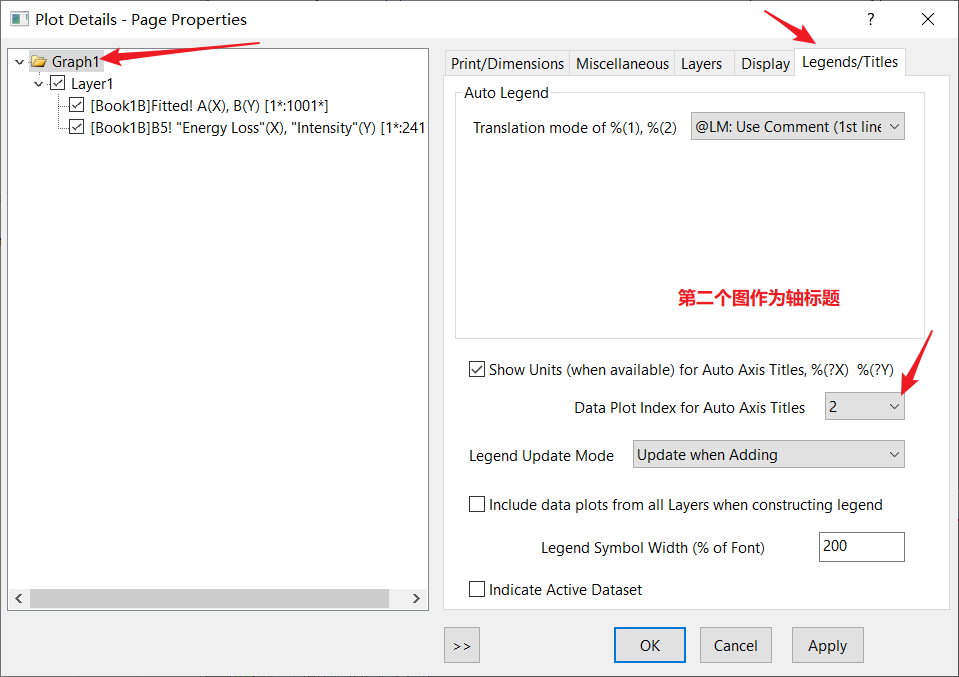 Plot Details - Page Properties
? 
Graph1
Layer1
[Book1B]Fitted! A(X), B(Y) [1*:1001*]
[Book1B]B5! "Energy Loss"(X), "Intensity"(Y) [1*:241
Print/Dimensions Miscellaneous Layers Display Legends/Titles
Auto Legend
Translation mode of %(1), %(2) @LM: Use Comment (1st line
第二个图作为轴标题
Show Units (when available) for Auto Axis Titles, %(?X) %(?Y)
Data Plot Index for Auto Axis Titles 2
Legend Update Mode Update when Adding
Include data plots from all Layers when constructing legend
Legend Symbol Width (% of Font) 200
Indicate Active Dataset
>> OK Cancel Apply